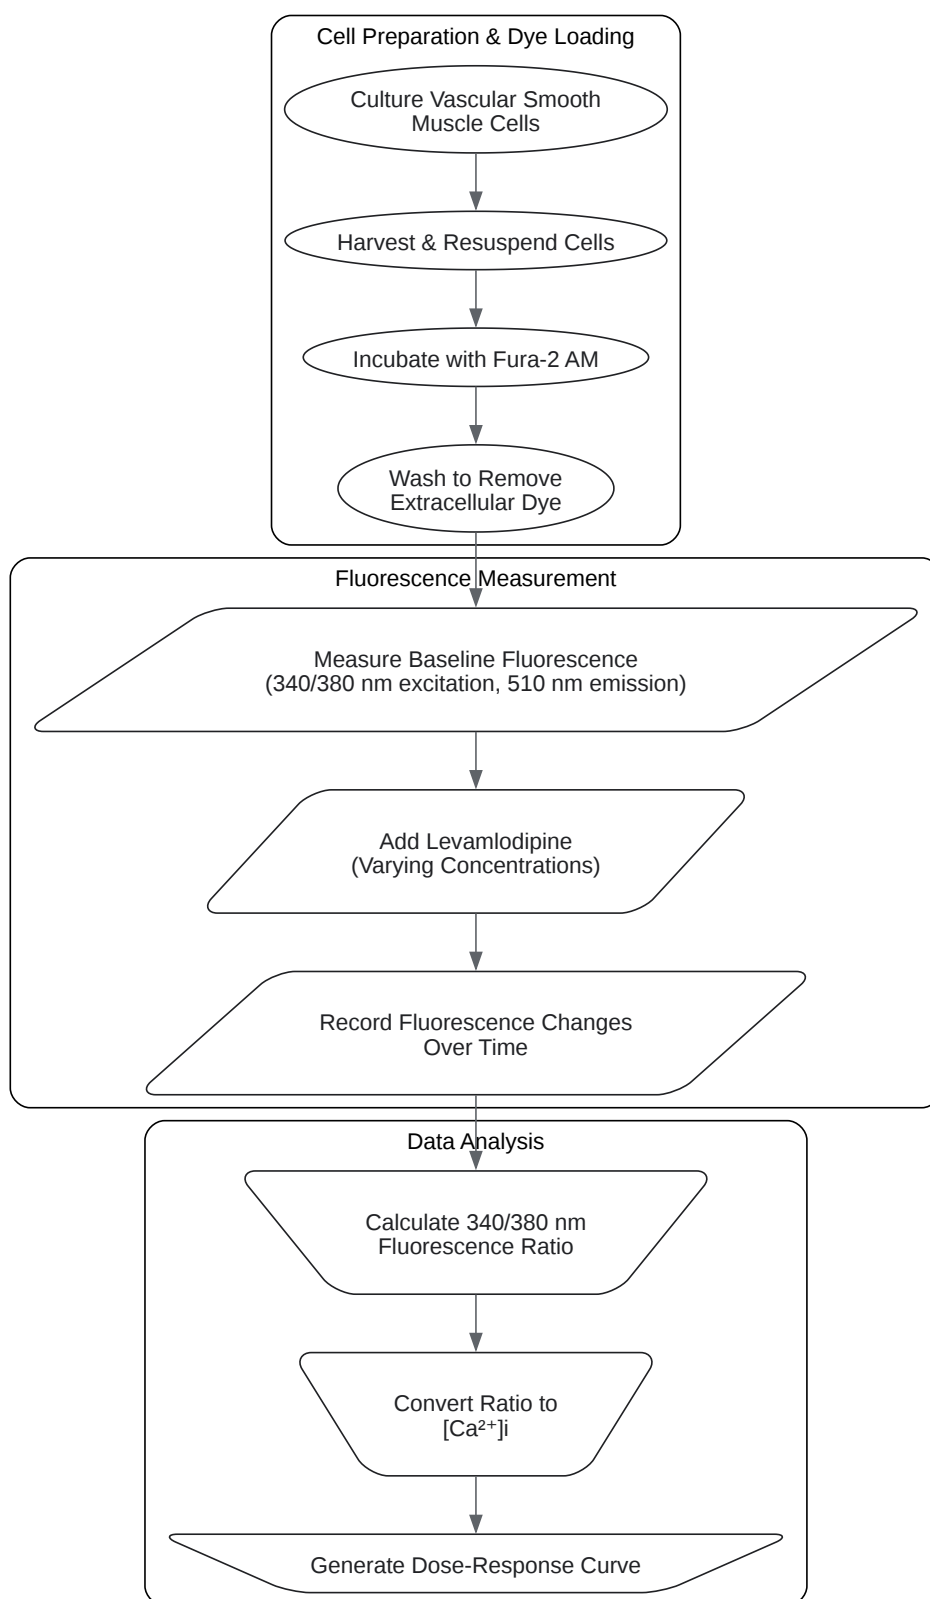 Cell Preparation & Dye Loading
Culture Vascular Smooth
Muscle Cells
Harvest & Resuspend Cells
Incubate with Fura-2 AM
Wash to Remove
Extracellular Dye
Fluorescence Measurement
Measure Baseline Fluorescence
(340/380 nm excitation, 510 nm emission)
Add Levamlodipine
(Varying Concentrations)
Record Fluorescence Changes
Over Time
Data Analysis
Calculate 340/380 nm
Fluorescence Ratio
Convert Ratio to
[Ca²⁺]i
Generate Dose-Response Curve